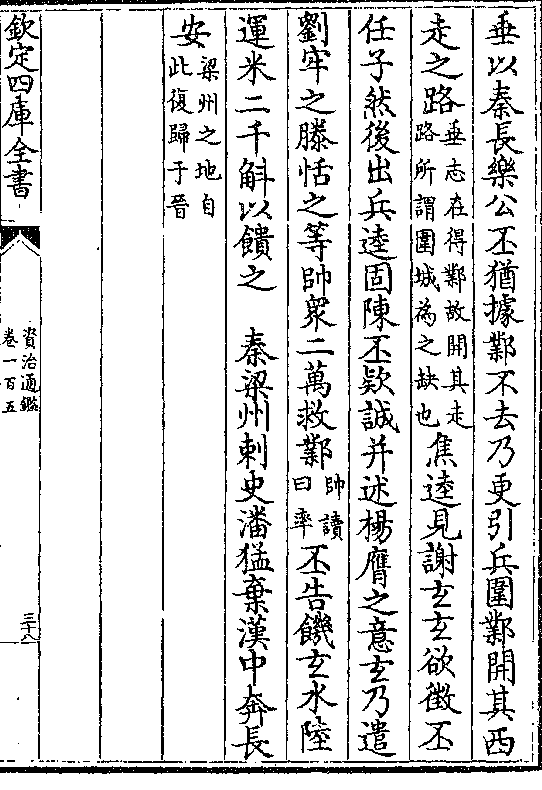 垂以秦長樂公丕猶據鄴不去乃更引兵圍鄴開其西
走之路垂志在得鄴故開其走路所謂圍城為之缺也焦逵見謝玄玄欲徵丕
任子然後出兵逵固陳丕欵誠并述楊膺之意玄乃遣
劉牢之滕恬之等帥衆二萬救鄴帥讀曰率丕告饑玄水陸
運米二千斛以饋之 秦梁州刺史潘猛棄漢中奔長
安梁州之地自此復歸于晉
欽定四庫全書
資治通鑑
卷一百五
三十八